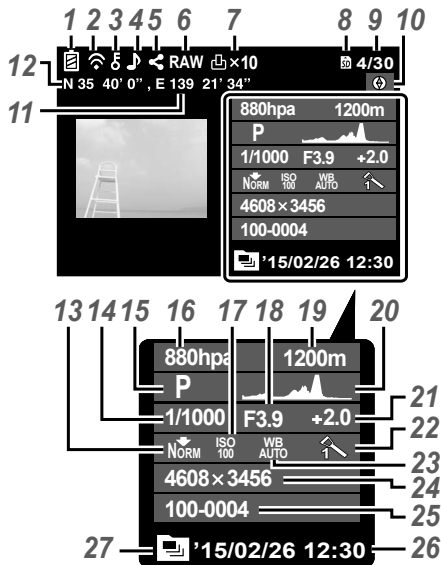 1 2 3 4 5 6 7 8 9 10
RAW ×10 SD 4/30
12 N 35 40' 0”, E 139 21' 34”
11
880hpa 1200m
P
1/1000 F3.9 +2.0
NORM ISO 100 WB AUTO 1
4608×3456
100-0004
'15/02/26 12:30
13 14 15 16 17 18 19 20
880hpa 1200m
P
1/1000 F3.9 +2.0 21
NORM ISO 100 WB AUTO 1 22
23
4608×3456 24
100-0004 25
27 '15/02/26 12:30 26